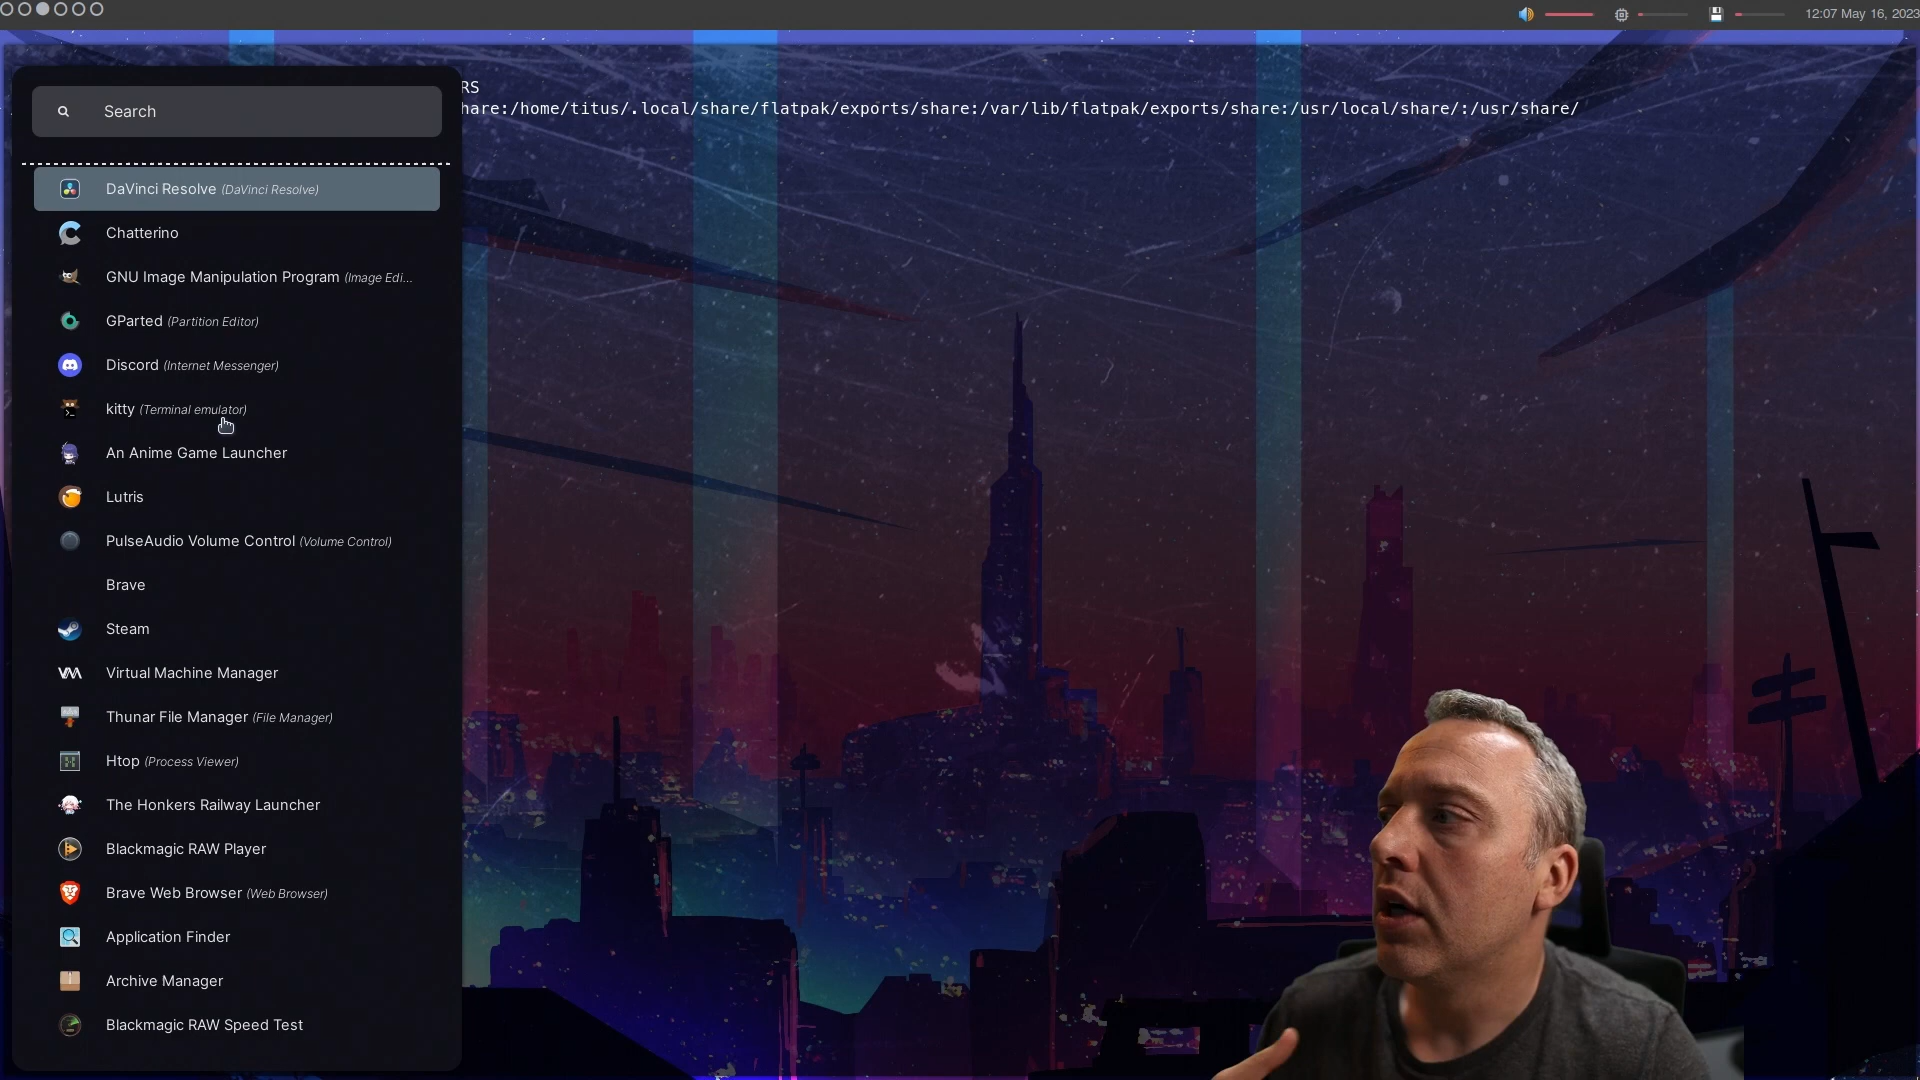 12:07 May 16, 2023
RS
hare:/home/titus/.local/share/flatpak/exports/share:/var/lib/flatpak/exports/share:/usr/local/share/:/usr/share/
Search
DaVinci Resolve (DaVinci Resolve)
Chatterino
GNU Image Manipulation Program (Image Edi...
GParted (Partition Editor)
Discord (Internet Messenger)
kitty (Terminal emulator)
An Anime Game Launcher
Lutris
PulseAudio Volume Control (Volume Control)
Brave
Steam
Virtual Machine Manager
Thunar File Manager (File Manager)
Htop (Process Viewer)
The Honkers Railway Launcher
Blackmagic RAW Player
Brave Web Browser (Web Browser)
Application Finder
Archive Manager
Blackmagic RAW Speed Test